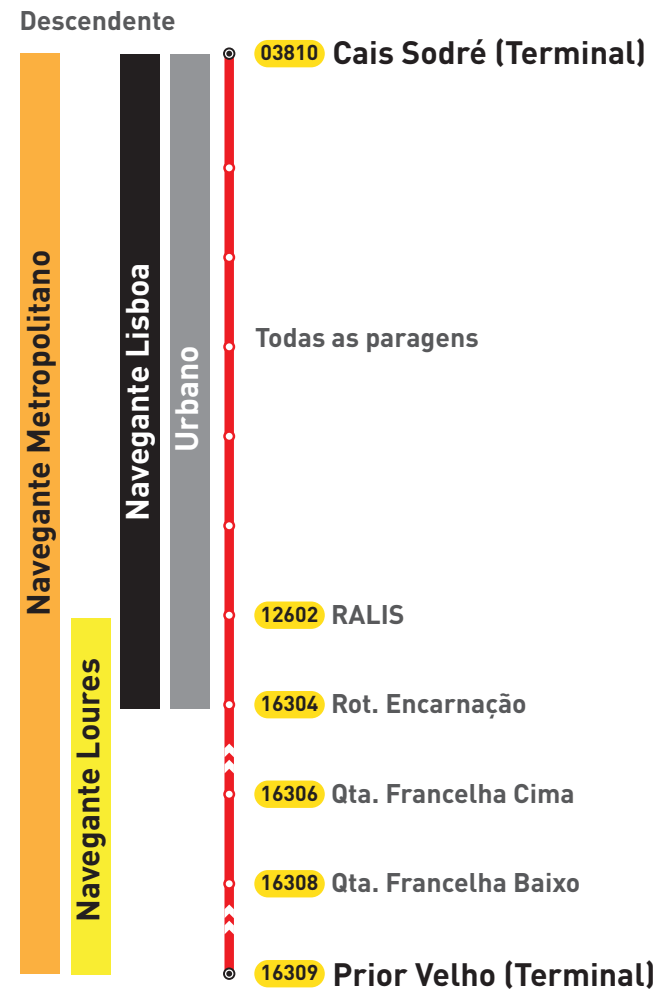 Descendente
03810 Cais Sodré (Terminal)
Navegante Metropolitano
Navegante Lisboa
Urbano
Todas as paragens
12602 RALIS
Navegante Loures
16304 Rot. Encarnação
16306 Qta. Francelha Cima
16308 Qta. Francelha Baixo
16309 Prior Velho (Terminal)